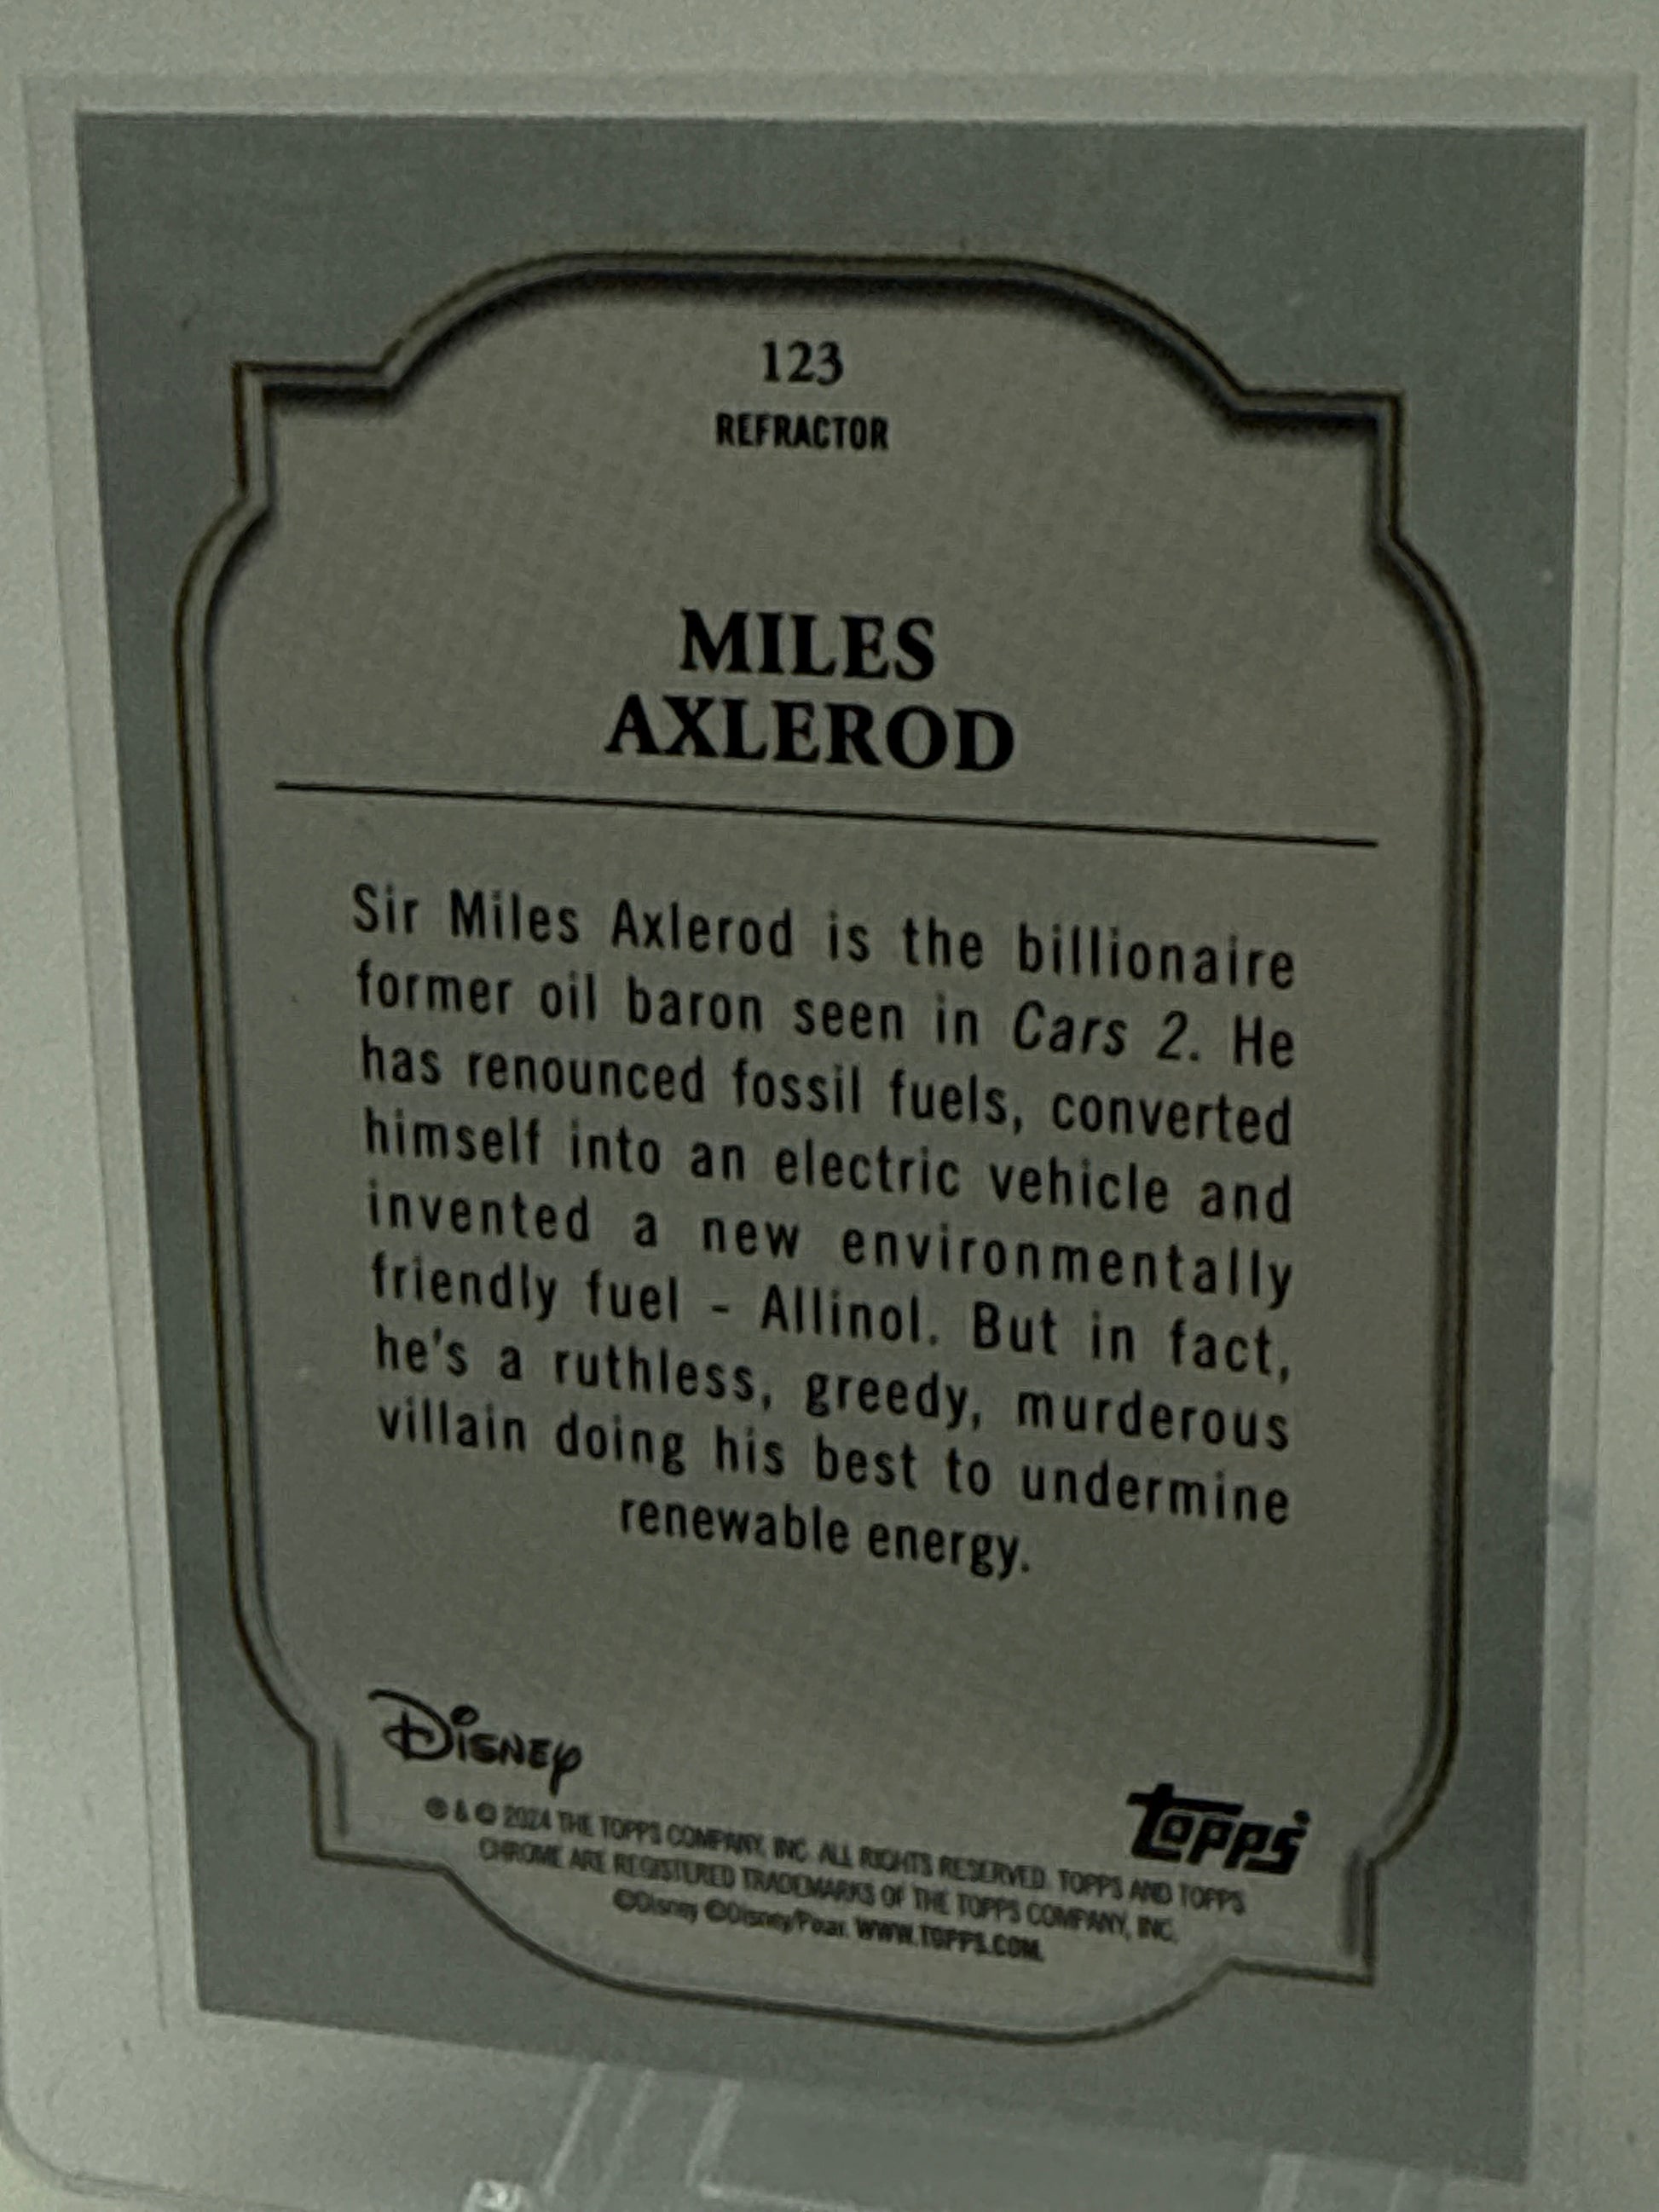 123
REFRACTOR
MILES
AXLEROD
Sir Miles Axlerod is the billionaire
former oil baron seen in Cars 2. He
has renounced fossil fuels, converted
himself into an electric vehicle and
invented a new environmentally
friendly fuel - Allinol. But in fact,
he's a ruthless, greedy, murderous
villain doing his best to undermine
renewable energy.
Disney
topps
® & © 2024 THE TOPPS COMPANY, INC. ALL RIGHTS RESERVED. TOPPS AND TOPPS
CHROME ARE REGISTERED TRADEMARKS OF THE TOPPS COMPANY, INC.
©Disney ©Disney/Pixar. WWW.TOPPS.COM.